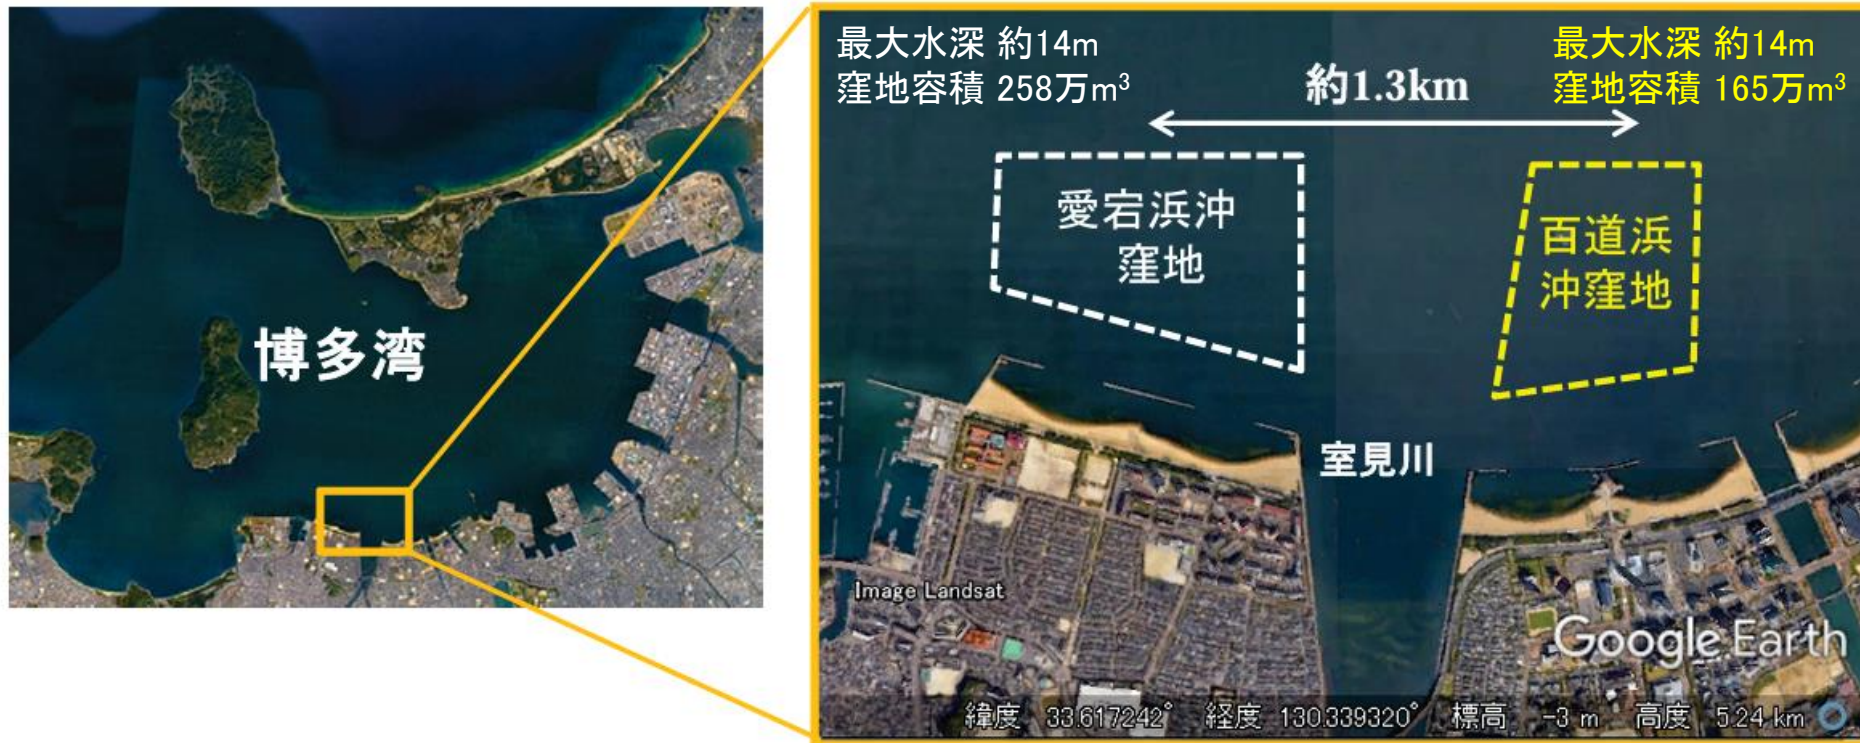 博多湾
最大水深 約14m
窪地容積 258万m³
約1.3km
最大水深 約14m
窪地容積 165万m³
愛宕浜沖
窪地
百道浜
沖窪地
室見川
Image Landsat
Google Earth
緯度 33.617242° 経度 130.339320° 標高 -3 m 高度 5.24 km